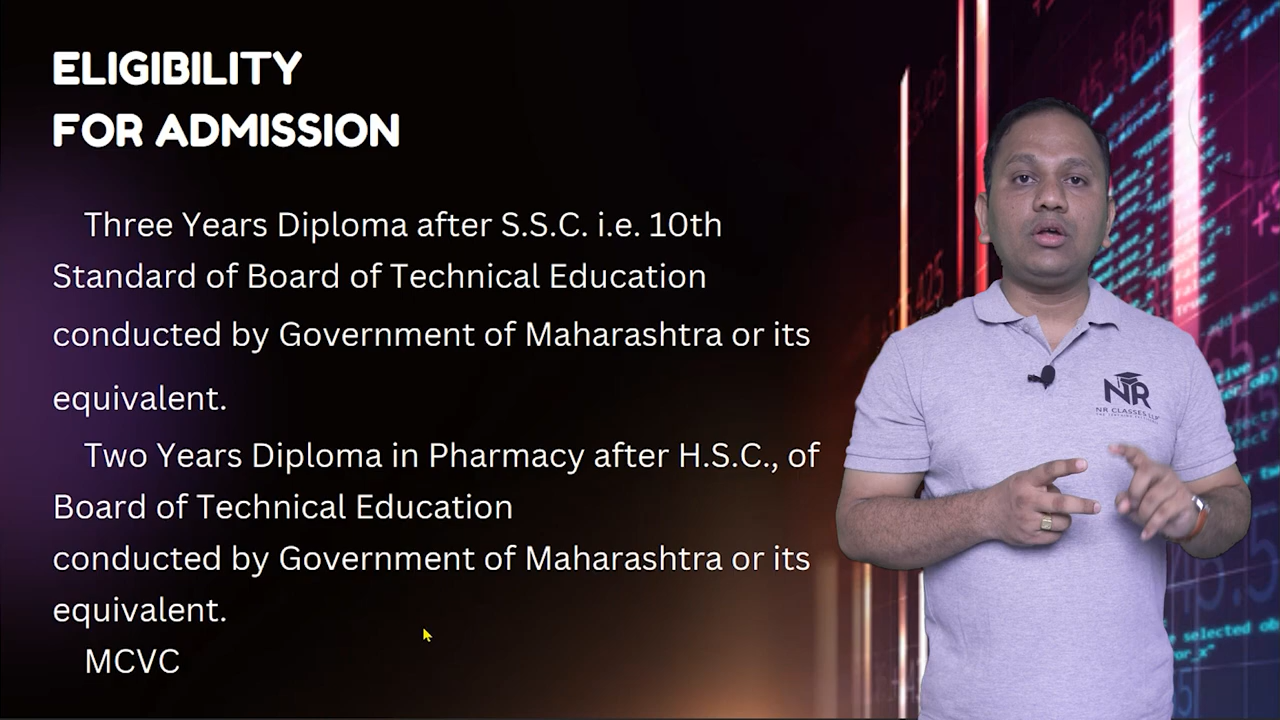 ELIGIBILITY
FOR ADMISSION
Three Years Diploma after S.S.C. i.e. 10th
Standard of Board of Technical Education
conducted by Government of Maharashtra or its
equivalent.
Two Years Diploma in Pharmacy after H.S.C., of
Board of Technical Education
conducted by Government of Maharashtra or its
equivalent.
MCVC
NR
NR CLASSES LLP